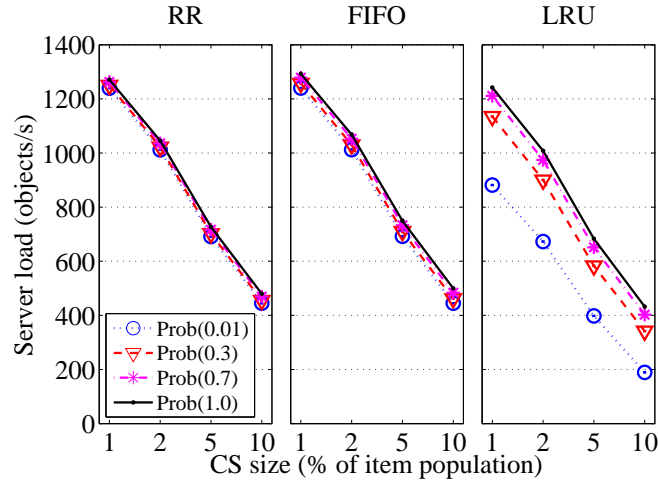 RR FIFO LRU
1400
1200
1000
800
600
400
200
0
Server load (objects/s)
Prob(0.01)
Prob(0.3)
Prob(0.7)
Prob(1.0)
1 2 5 10 1 2 5 10 1 2 5 10
CS size (% of item population)